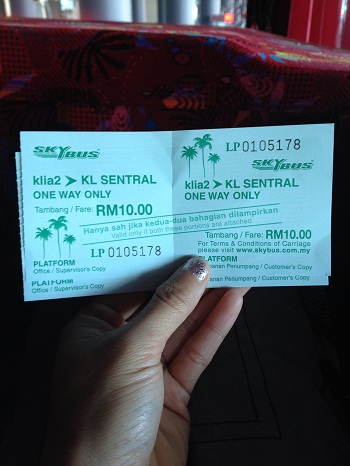 SKYBUS
klia2 > KL SENTRAL
ONE WAY ONLY
Tambang / Fare: RM10.00
Hanya sah jika kedua-dua bahagian dilampirkan
Valid only if both these portions are attached
LP 0105178
PLATFORM
Office / Supervisor's Copy
PLATFORM
Office / Supervisor's Copy
LP 0105178
SKYBUS
klia2 > KL SENTRAL
ONE WAY ONLY
Tambang / Fare: RM10.00
For Terms & Conditions of Carriage
please visit www.skybus.com.my
Penumpang / Customer's Copy
Penumpang / Customer's Copy